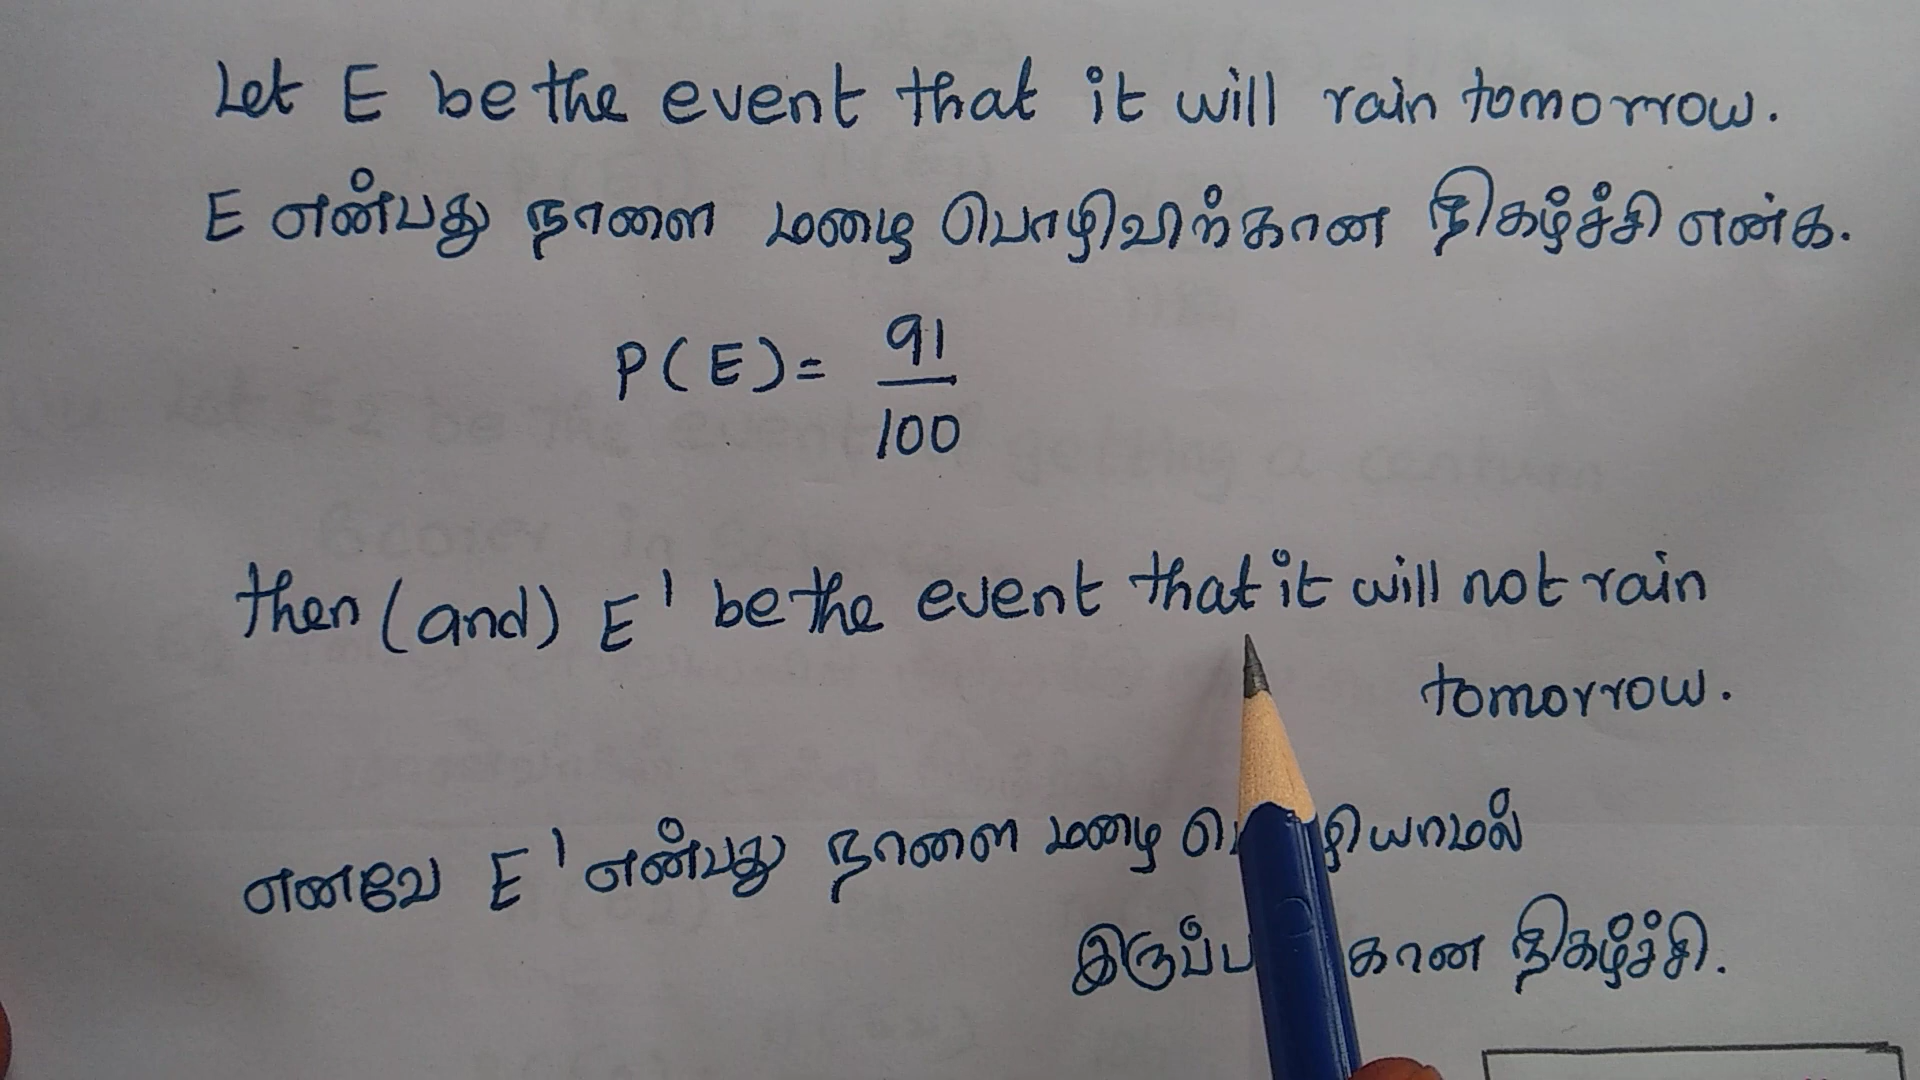 Let E be the event that it will rain tomorrow.
E என்பது நாளை மழை பொழிவிற்கான நிகழ்ச்சி என்க.
P(E) = 91/100
then (and) E' be the event that it will not rain
tomorrow.
எனவே E' என்பது நாளை மழை
நிகழ்ச்சி.